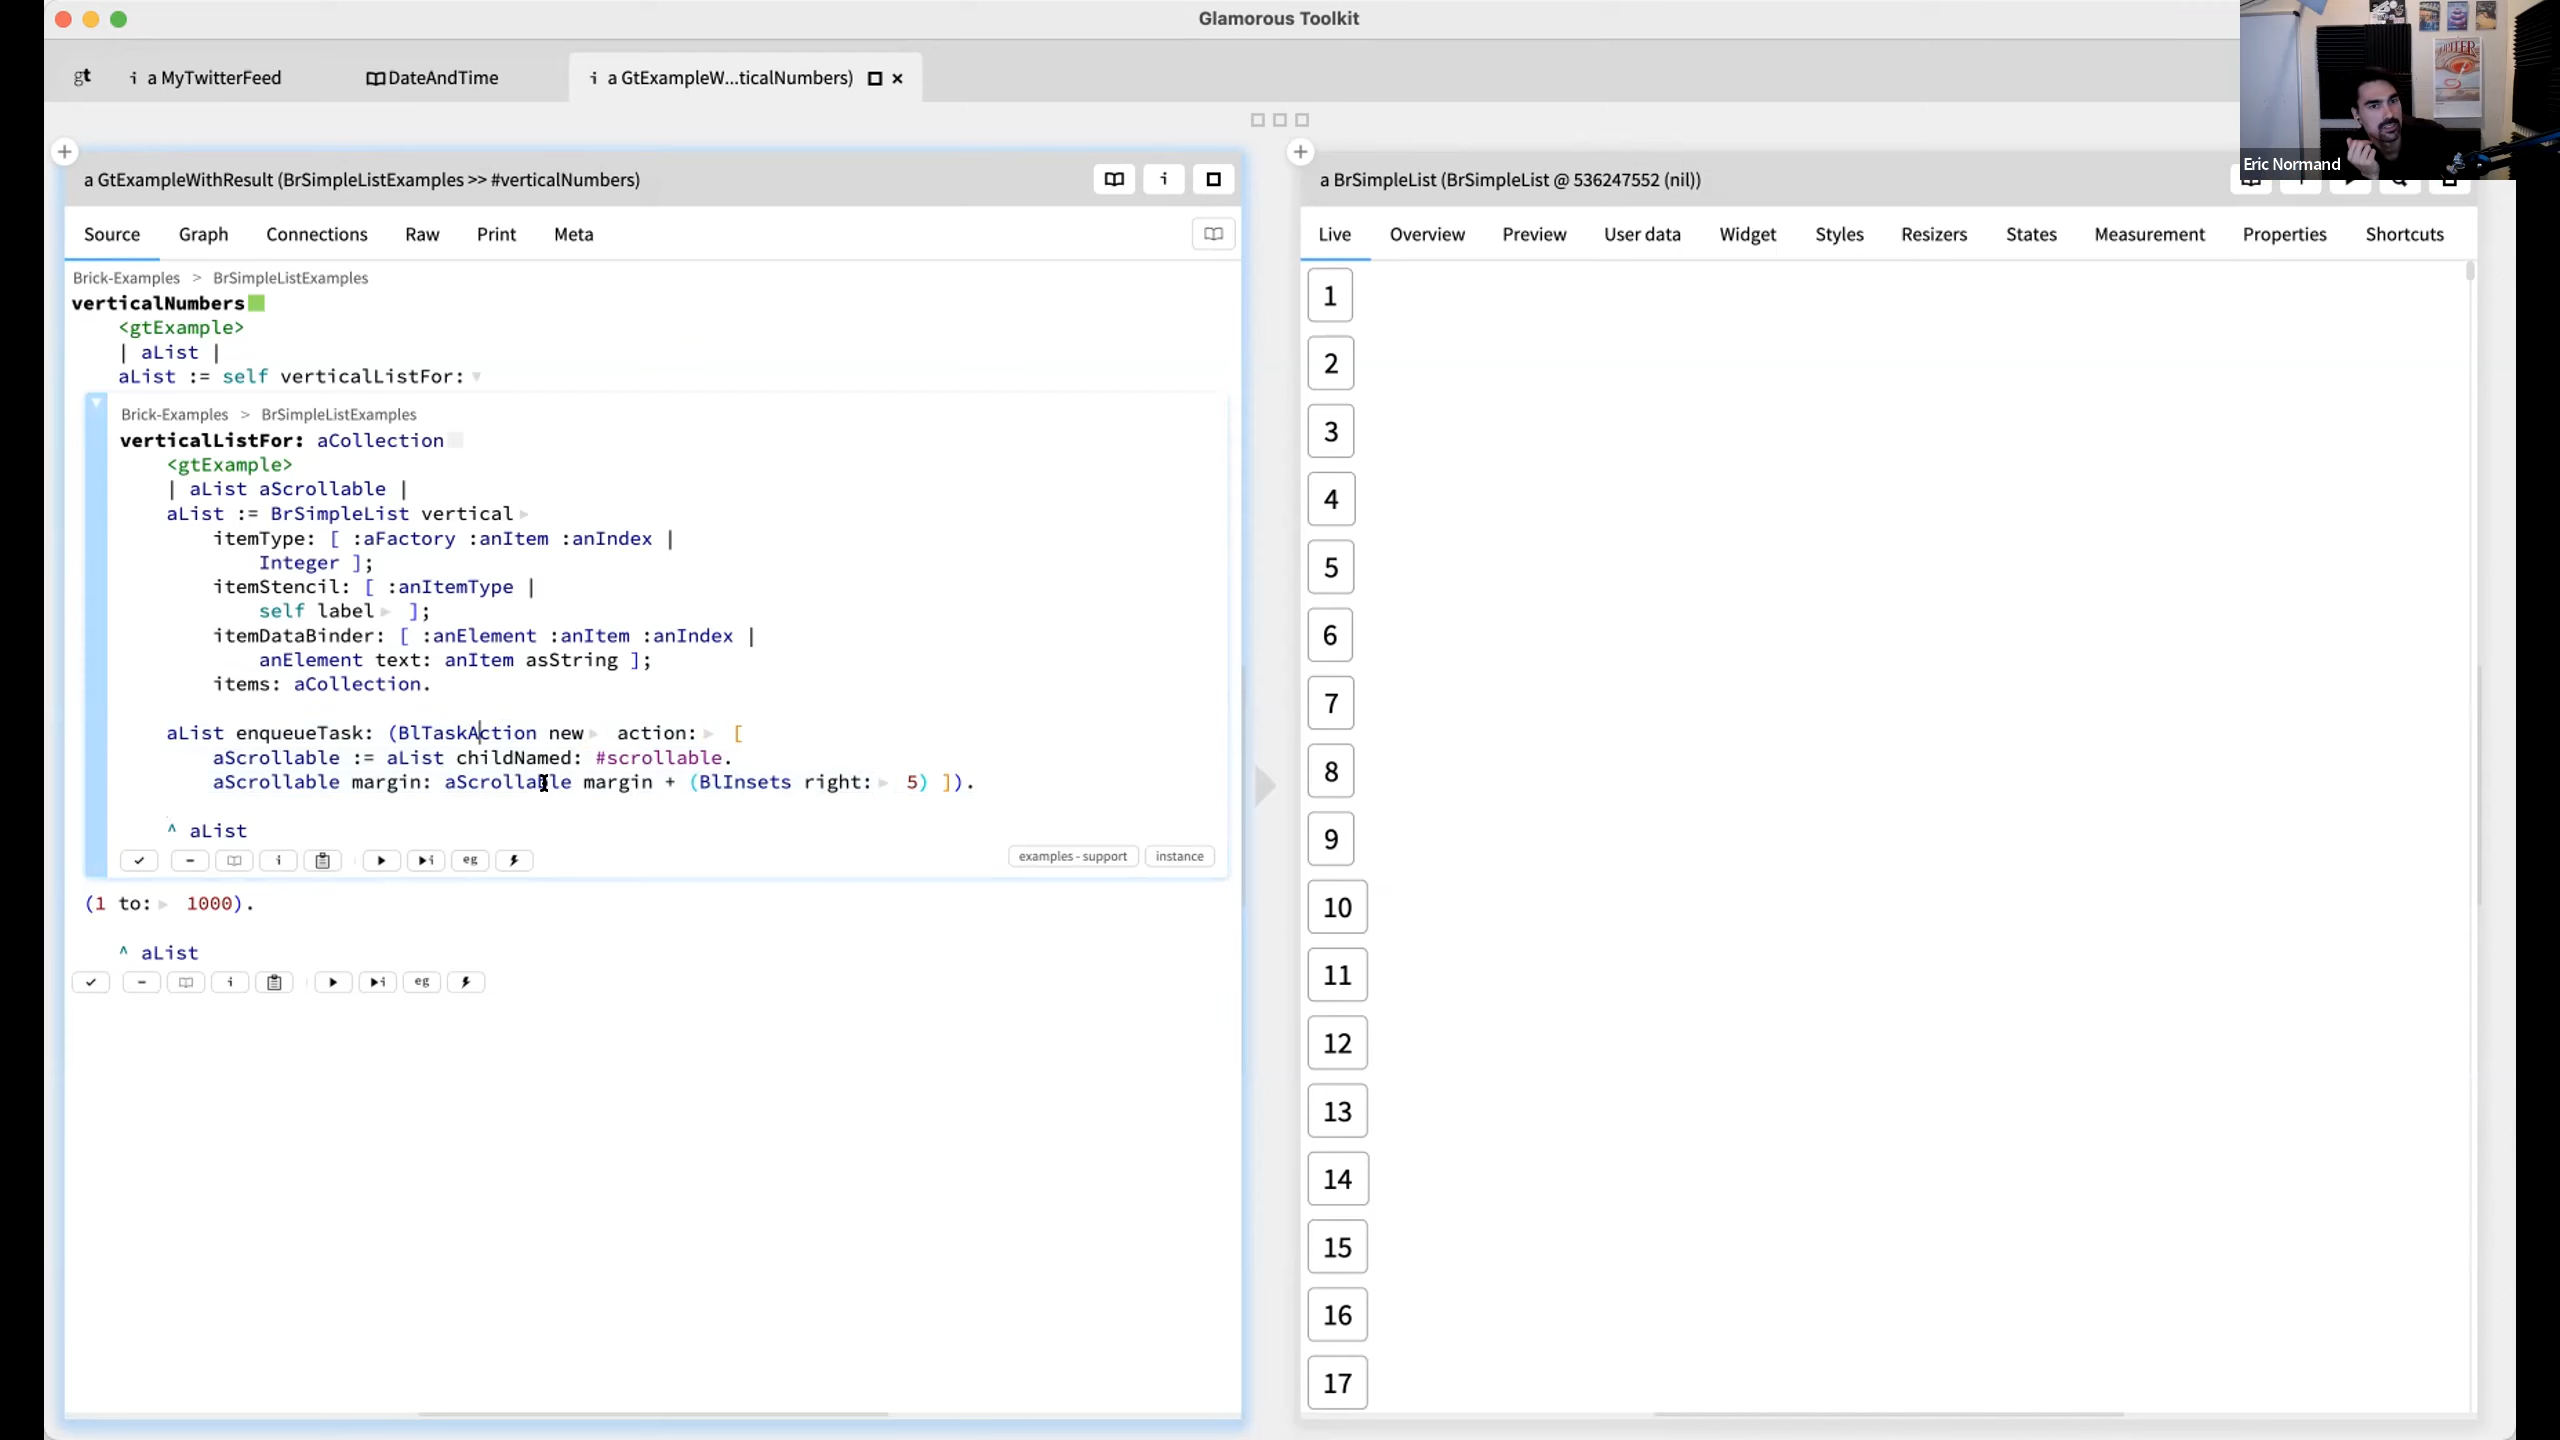 Glamorous Toolkit
gt
i a MyTwitterFeed
DateAndTime
i a GtExampleW...ticalNumbers)
Eric Normand
a GtExampleWithResult (BrSimpleListExamples >> #verticalNumbers)
i
Source Graph Connections Raw Print Meta
Brick-Examples > BrSimpleListExamples
verticalNumbers
<gtExample>
| aList |
aList := self verticalListFor:
Brick-Examples > BrSimpleListExamples
verticalListFor: aCollection
<gtExample>
| aList aScrollable |
aList := BrSimpleList vertical
itemType: [ :aFactory :anItem :anIndex |
Integer ];
itemStencil: [ :anItemType |
self label ];
itemDataBinder: [ :anElement :anItem :anIndex |
anElement text: anItem asString ];
items: aCollection.
aList enqueueTask: (BlTaskAction new action: [
aScrollable := aList childNamed: #scrollable.
aScrollable margin: aScrollable margin + (BlInsets right: 5) ]).
^ aList
i eg
examples - support instance
(1 to: 1000).
^ aList
i eg
a BrSimpleList (BrSimpleList @ 536247552 (nil))
Live Overview Preview User data Widget Styles Resizers States Measurement Properties Shortcuts
1
2
3
4
5
6
7
8
9
10
11
12
13
14
15
16
17